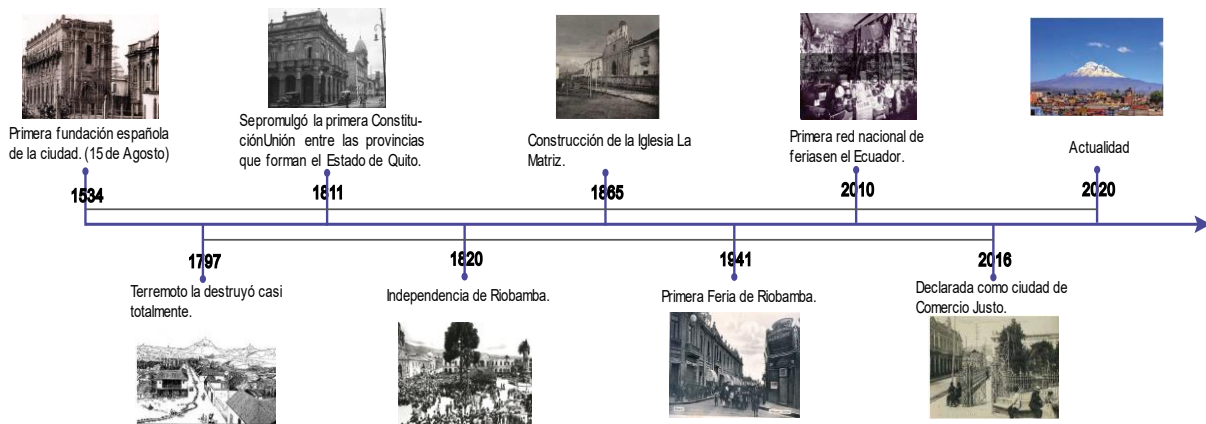 Primera fundación española
de la ciudad. (15 de Agosto)
1534
Sepromulgó la primera Constitu-
ciónUnión entre las provincias
que forman el Estado de Quito.
1811
Construcción de la Iglesia La
Matriz.
1865
Primera red nacional de
feriasen el Ecuador.
2010
Actualidad
2020
1797
Terremoto la destruyó casi
totalmente.
1820
Independencia de Riobamba.
1941
Primera Feria de Riobamba.
2016
Declarada como ciudad de
Comercio Justo.